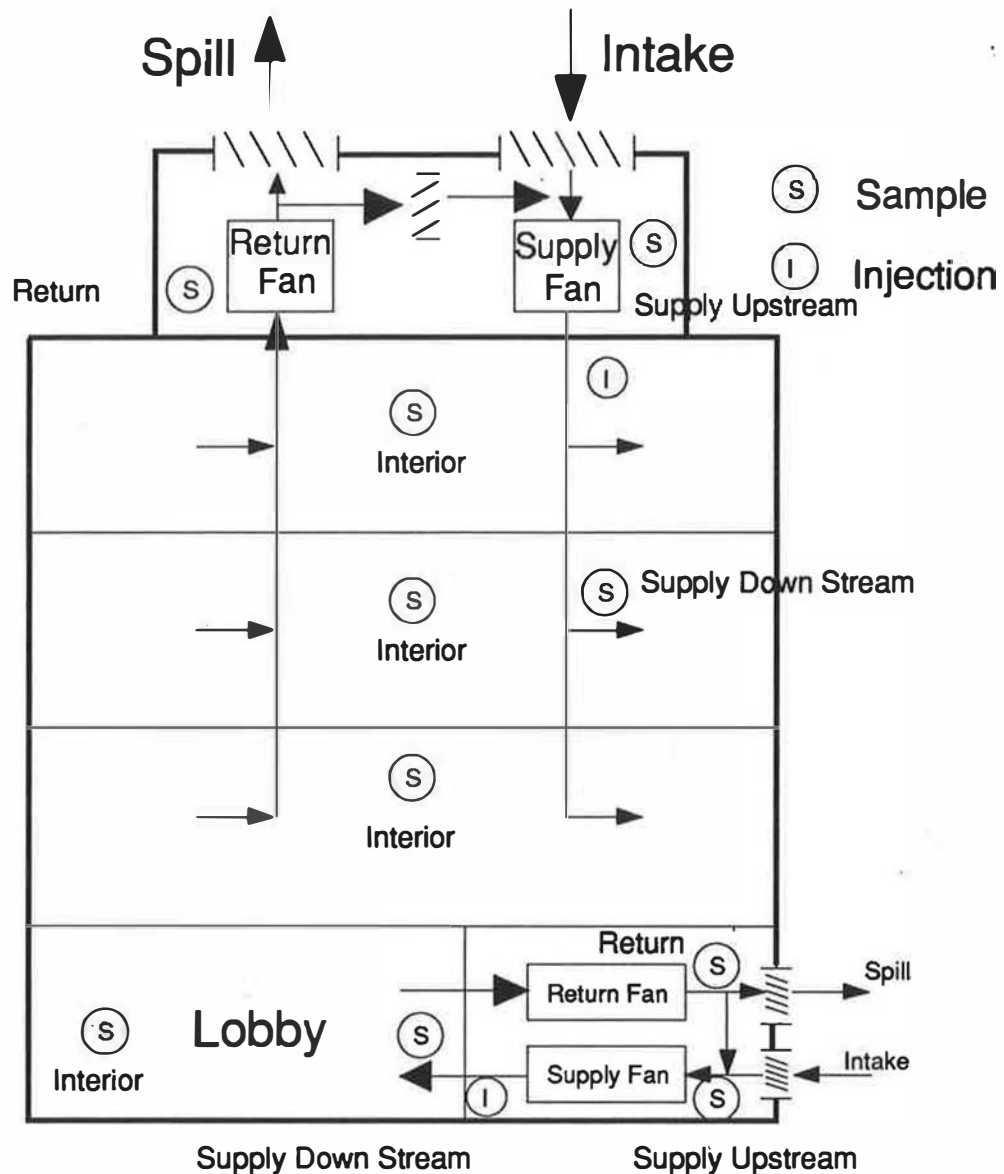 Spill
Intake
S
Sample
Return
Fan
Supply
Fan
S
I
Injection
Return
S
Supply Upstream
I
S
Interior
S
S
Supply Down Stream
Interior
S
Interior
Return
S
Return Fan
Spill
S
Lobby
S
Interior
Supply Fan
Intake
I
S
Supply Down Stream
Supply Upstream